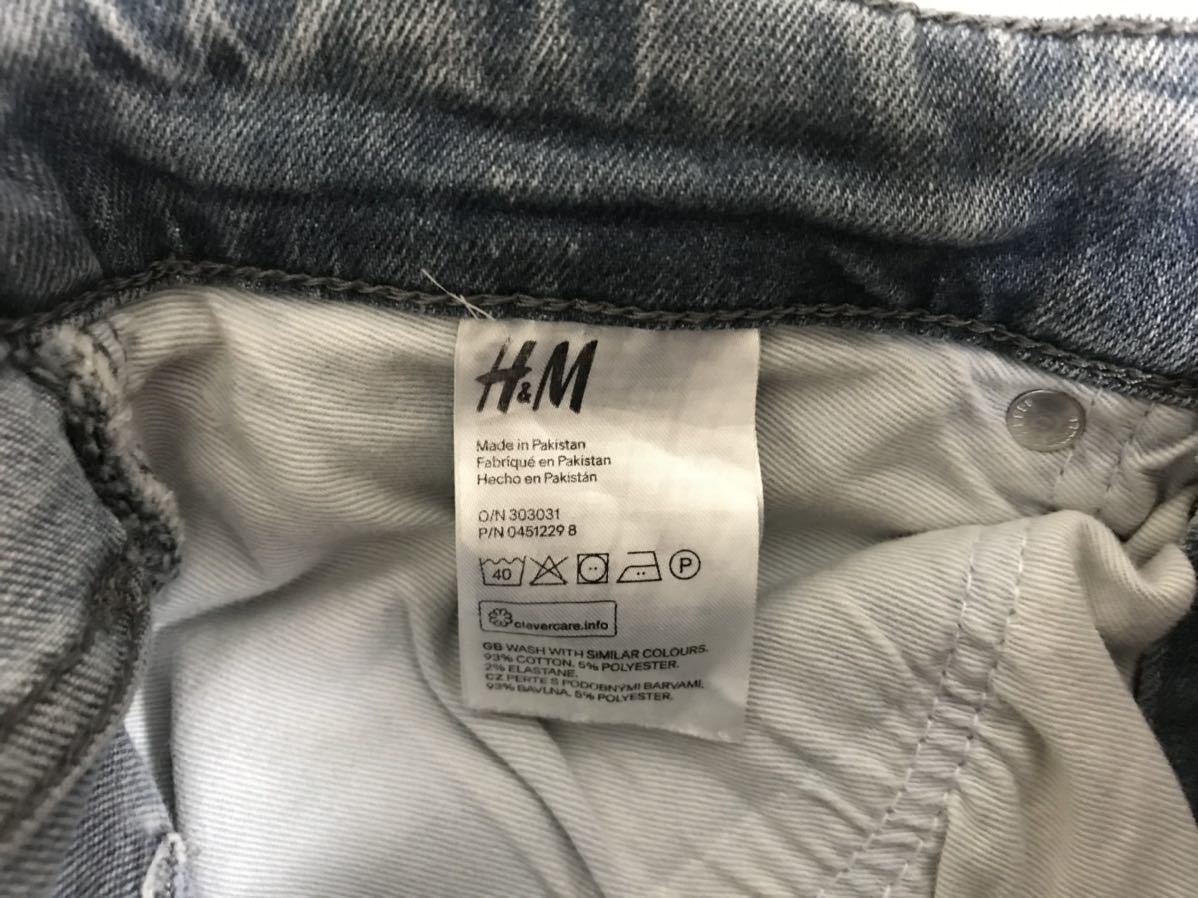 H&M
Made in Pakistan
Fabriqué en Pakistan
Hecho en Pakistán
O/N 303031
P/N 0451229 8
40 P
clevercare.info
GB WASH WITH SIMILAR COLOURS.
93% COTTON, 5% POLYESTER.
2% ELASTANE.
CZ PERTE S PODOBNÝMI BARVAMI.
93% BAVLNA, 5% POLYESTER.